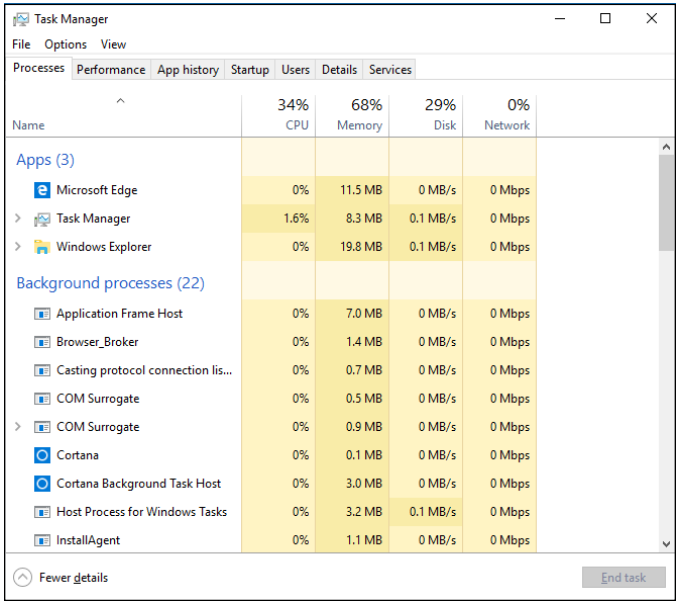 Task Manager
File Options View
Processes Performance App history Startup Users Details Services
34% 68% 29% 0%
Name CPU Memory Disk Network
Apps (3)
Microsoft Edge 0% 11.5 MB 0 MB/s 0 Mbps
Task Manager 1.6% 8.3 MB 0.1 MB/s 0 Mbps
Windows Explorer 0% 19.8 MB 0.1 MB/s 0 Mbps
Background processes (22)
Application Frame Host 0% 7.0 MB 0 MB/s 0 Mbps
Browser_Broker 0% 1.4 MB 0 MB/s 0 Mbps
Casting protocol connection lis... 0% 0.7 MB 0 MB/s 0 Mbps
COM Surrogate 0% 0.5 MB 0 MB/s 0 Mbps
COM Surrogate 0% 0.9 MB 0 MB/s 0 Mbps
Cortana 0% 0.1 MB 0 MB/s 0 Mbps
Cortana Background Task Host 0% 3.0 MB 0 MB/s 0 Mbps
Host Process for Windows Tasks 0% 3.2 MB 0.1 MB/s 0 Mbps
InstallAgent 0% 1.1 MB 0 MB/s 0 Mbps
Fewer details End task